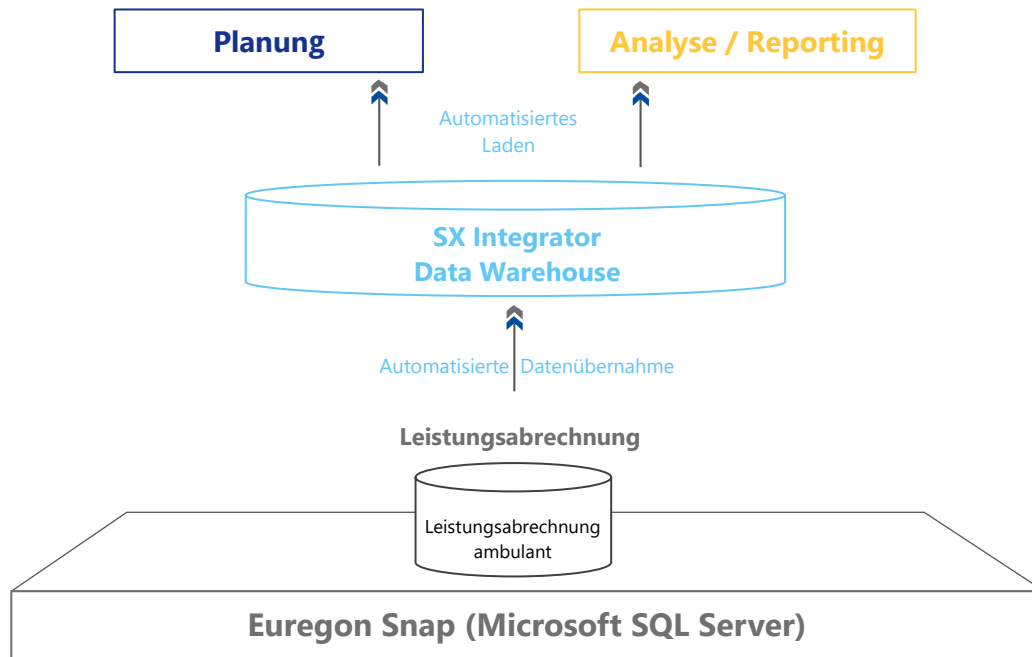 Planung
Analyse / Reporting
Automatisiertes
Laden
SX Integrator
Data Warehouse
Automatisierte Datenübernahme
Leistungsabrechnung
Leistungsabrechnung
ambulant
Euregon Snap (Microsoft SQL Server)